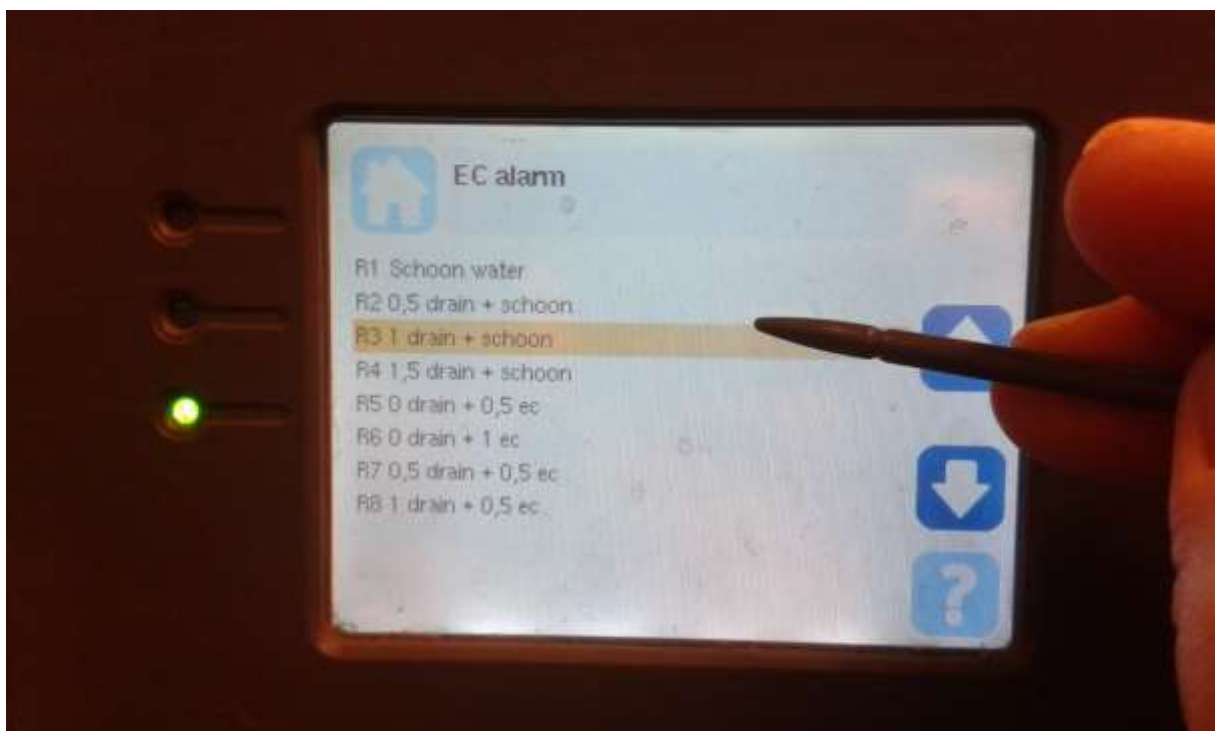 EC alarm
R1 Schoon water
R2 0,5 drain + schoon
R3 1 drain + schoon
R4 1,5 drain + schoon
R5 0 drain + 0,5 ec
R6 0 drain + 1 ec
R7 0,5 drain + 0,5 ec
R8 1 drain + 0,5 ec
?